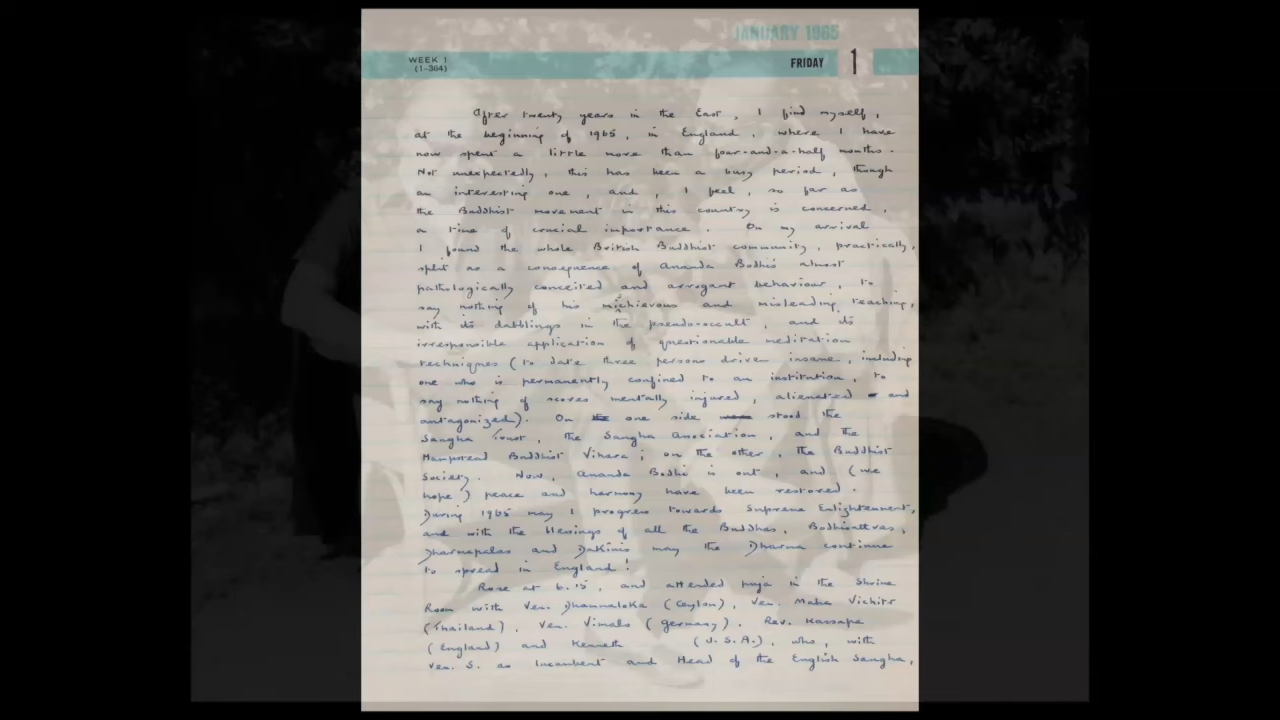 JANUARY 1965
WEEK 1
(1-364)
FRIDAY 1
After twenty years in the East, I find myself,
at the beginning of 1965, in England, where I have
now spent a little more than four-and-a-half months.
Not unexpectedly, this has been a busy period, though
an interesting one, and, I feel, so far as
the Buddhist movement in this country is concerned,
a time of crucial importance. On my arrival
I found the whole British Buddhist community, practically,
split as a consequence of Ananda Bodhi's almost
pathologically conceited and arrogant behaviour, to
say nothing of his mischievous and misleading teaching,
with its dabblings in the pseudo-occult, and its
irresponsible application of questionable meditation
techniques (to date three persons driven insane, including
one who is permanently confined to an institution, to
say nothing of scores mentally injured, alienated and
antagonized). On one side stood the
Sangha Trust, the Sangha Association, and the
Hampstead Buddhist Vihara; on the other, the Buddhist
Society. Now, Ananda Bodhi is out, and (we
hope) peace and harmony have been restored.
During 1965 may I progress towards Supreme Enlightenment,
and with the blessings of all the Buddhas, Bodhisattvas,
Dharmapalas and Dakinis may the Dharma continue
to spread in England!
Rose at 6.15, and attended puja in the Shrine
Room with Ven. Dhammaloka (Ceylon), Ven. Maha Vichitr
(Thailand), Ven. Vimalo (Germany), Rev. Kassapa
(England) and Kenneth (U.S.A.), who, with
Ven. S. as Incumbent and Head of the English Sangha,